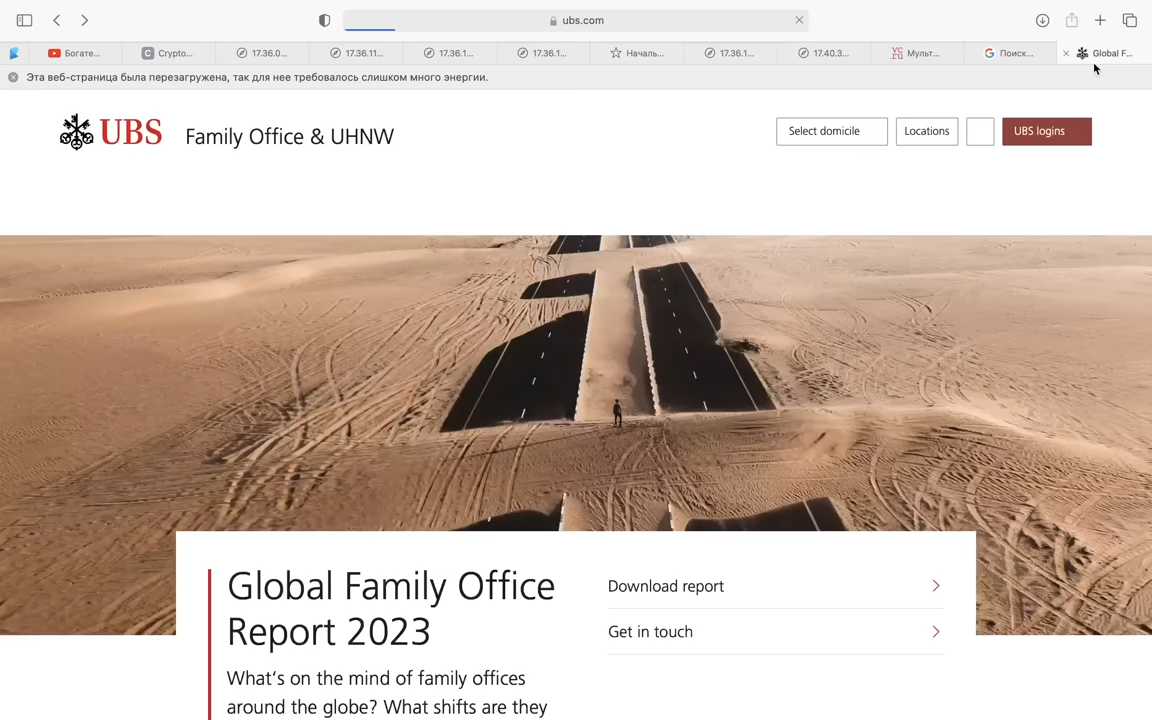 ubs.com
Богате...
Crypto...
17.36.0...
17.36.11...
17.36.1...
17.36.1...
Началь...
17.36.1...
17.40.3...
VC
Мульт...
Поиск...
Global F...
Эта веб-страница была перезагружена, так для нее требовалось слишком много энергии.
UBS
Family Office & UHNW
Select domicile
Locations
UBS logins
Global Family Office
Report 2023
What's on the mind of family offices
around the globe? What shifts are they
Download report
Get in touch